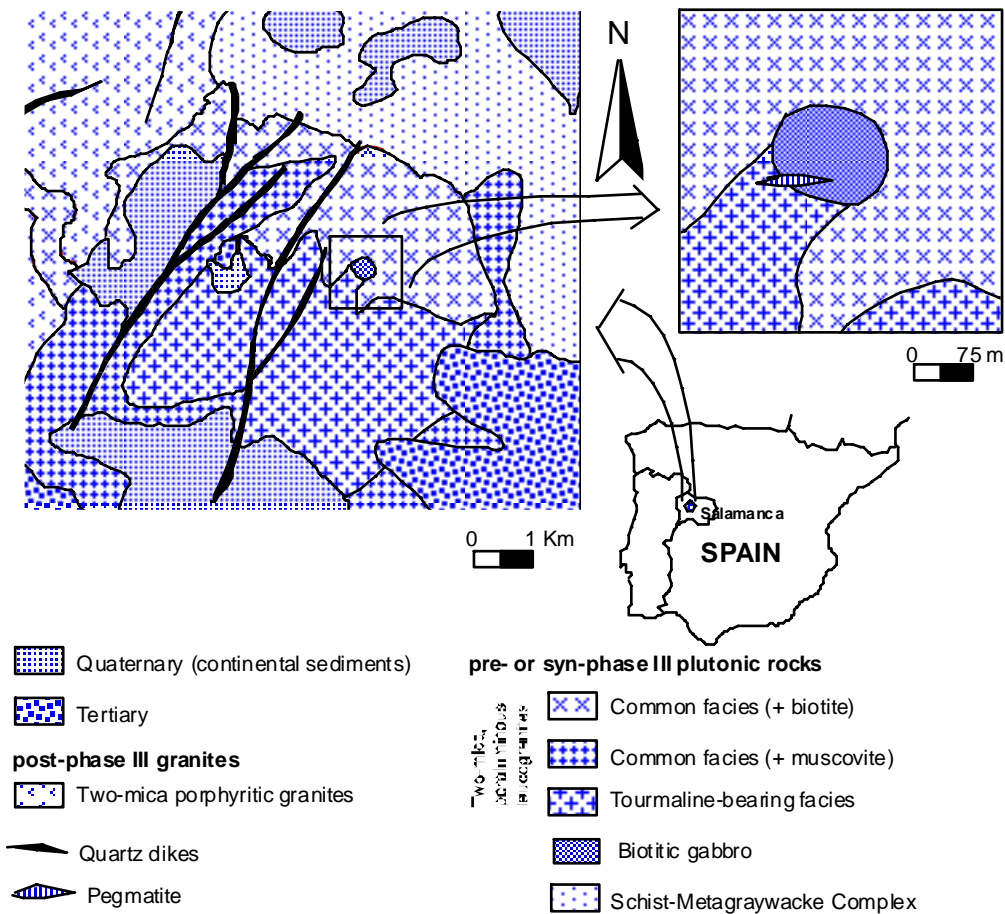 N
0 75 m
Salamanca
SPAIN
0 1 Km
Quaternary (continental sediments)
Tertiary
post-phase III granites
Two-mica porphyritic granites
Quartz dikes
Pegmatite
pre- or syn-phase III plutonic rocks
Two-mica,
Common facies (+ biotite)
Common facies (+ muscovite)
Tourmaline-bearing facies
Biotitic gabbro
Schist-Metagraywacke Complex